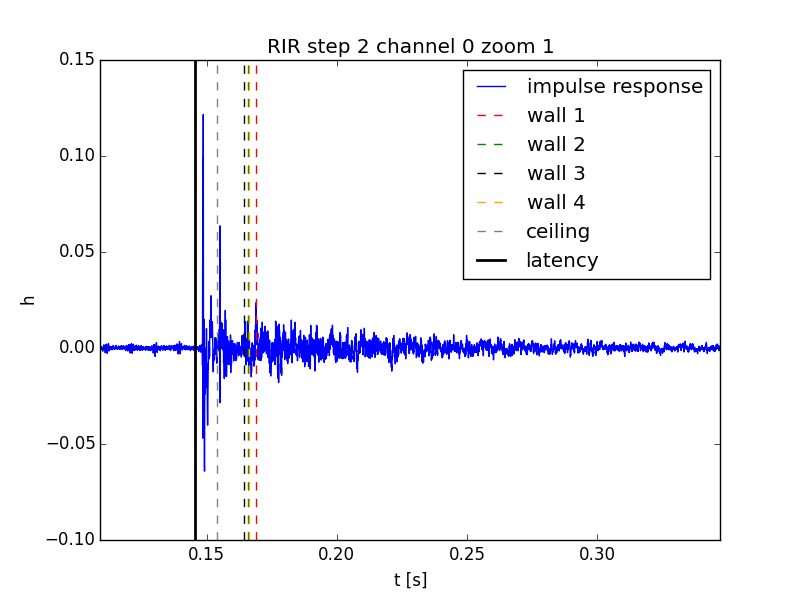 RIR step 2 channel 0 zoom 1
0.15
0.10
0.05
0.00
−0.05
−0.10
h
impulse response
wall 1
wall 2
wall 3
wall 4
ceiling
latency
0.15 0.20 0.25 0.30
t [s]